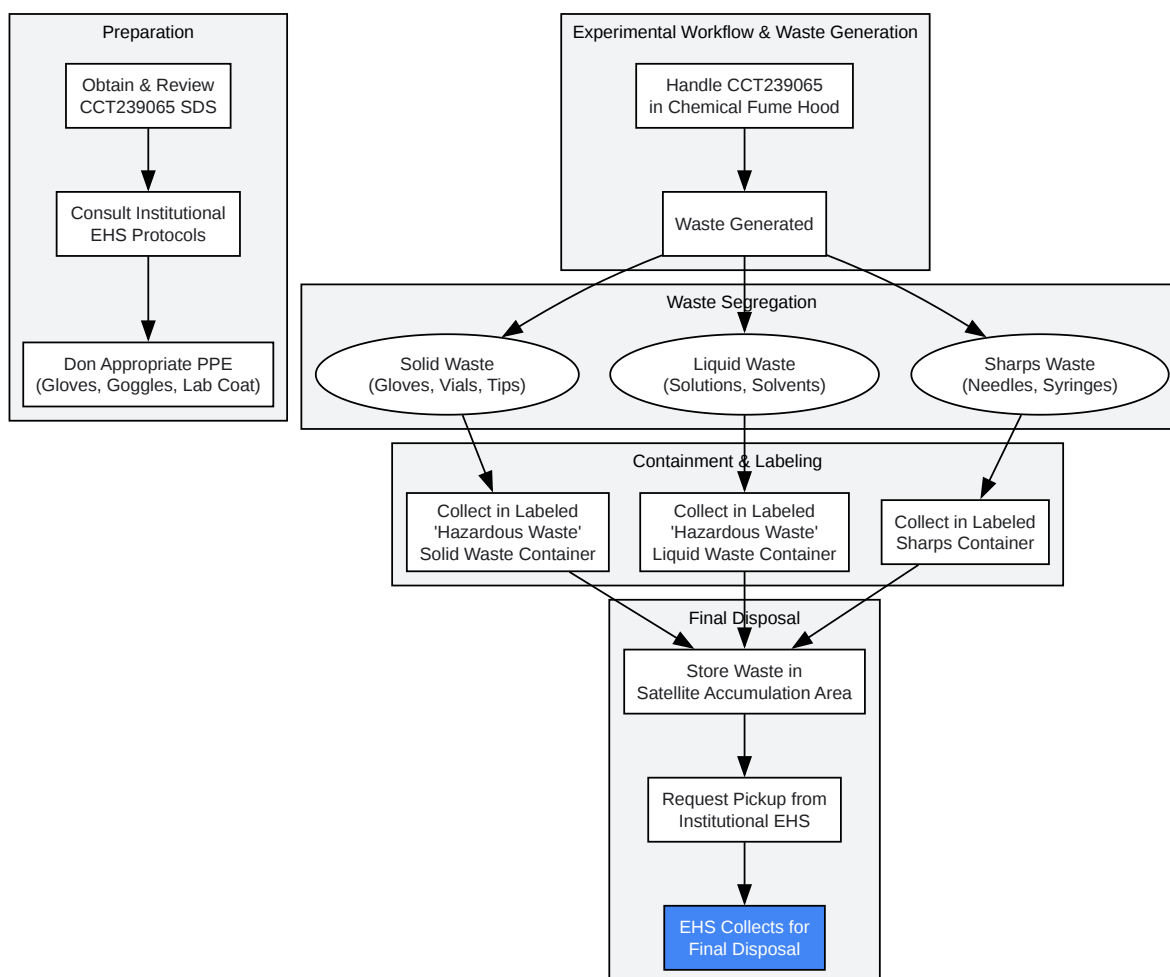 Preparation
Obtain & Review
CCT239065 SDS
Consult Institutional
EHS Protocols
Don Appropriate PPE
(Gloves, Goggles, Lab Coat)
Experimental Workflow & Waste Generation
Handle CCT239065
in Chemical Fume Hood
Waste Generated
Waste Segregation
Solid Waste
(Gloves, Vials, Tips)
Liquid Waste
(Solutions, Solvents)
Sharps Waste
(Needles, Syringes)
Containment & Labeling
Collect in Labeled
'Hazardous Waste'
Solid Waste Container
Collect in Labeled
'Hazardous Waste'
Liquid Waste Container
Collect in Labeled
Sharps Container
Final Disposal
Store Waste in
Satellite Accumulation Area
Request Pickup from
Institutional EHS
EHS Collects for
Final Disposal